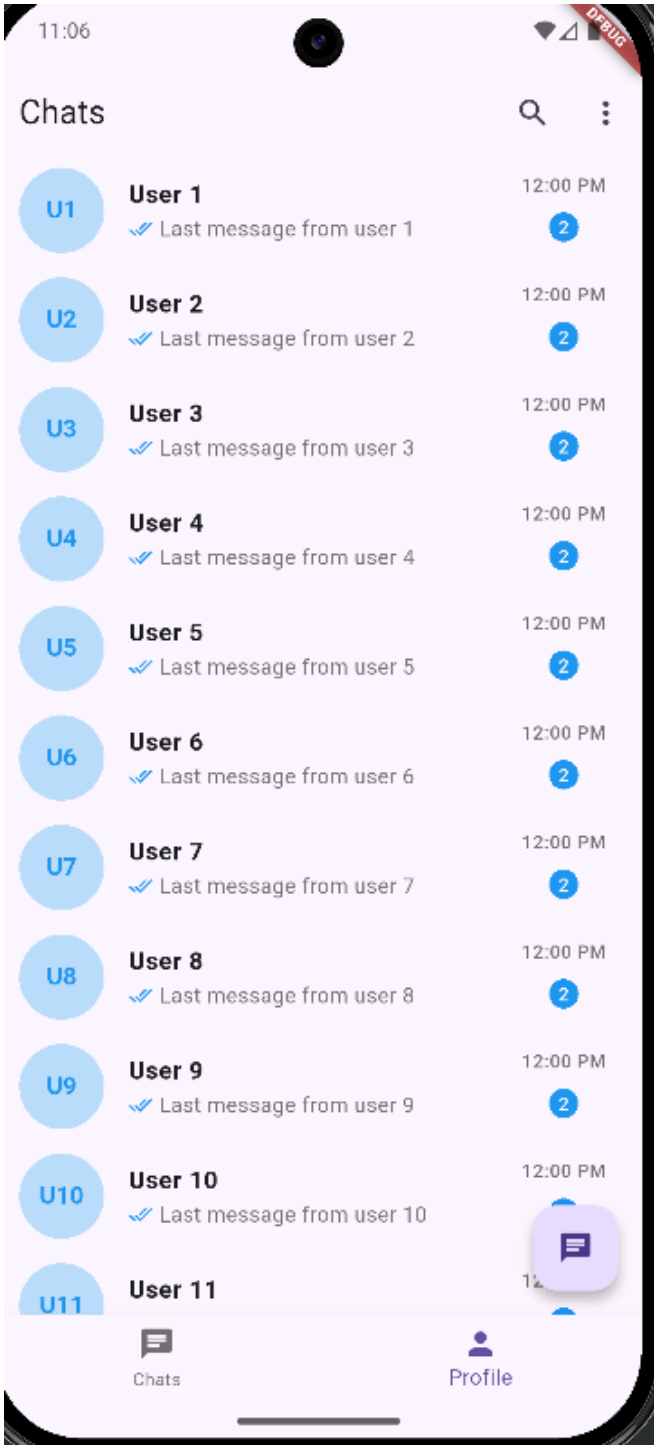 11:06
DEBUG
Chats
U1
User 1
Last message from user 1
12:00 PM
2
U2
User 2
Last message from user 2
12:00 PM
2
U3
User 3
Last message from user 3
12:00 PM
2
U4
User 4
Last message from user 4
12:00 PM
2
U5
User 5
Last message from user 5
12:00 PM
2
U6
User 6
Last message from user 6
12:00 PM
2
U7
User 7
Last message from user 7
12:00 PM
2
U8
User 8
Last message from user 8
12:00 PM
2
U9
User 9
Last message from user 9
12:00 PM
2
U10
User 10
Last message from user 10
12:00 PM
U11
User 11
12
Chats
Profile